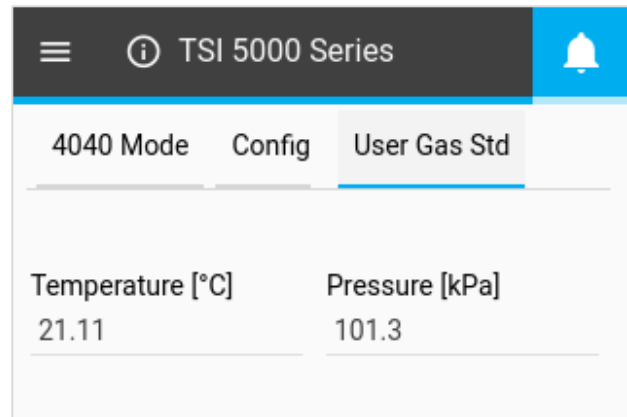 TSI 5000 Series
4040 Mode Config User Gas Std
Temperature [°C] Pressure [kPa]
21.11 101.3